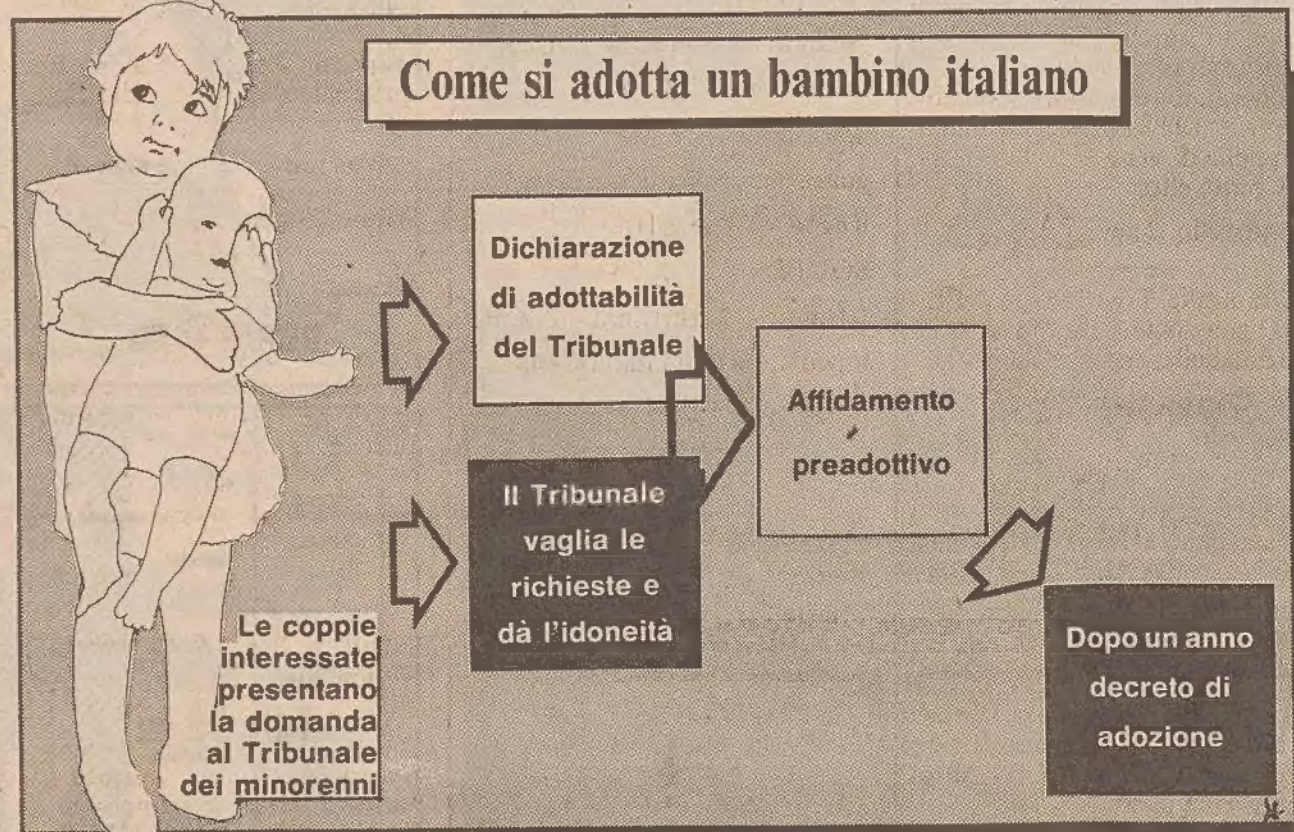 Come si adotta un bambino italiano
Dichiarazione
di adottabilità
del Tribunale
Il Tribunale
vaglia le
richieste e
dà l'idoneità
Affidamento
preadottivo
Le coppie
interessate
presentano
la domanda
al Tribunale
dei minorenni
Dopo un anno
decreto di
adozione